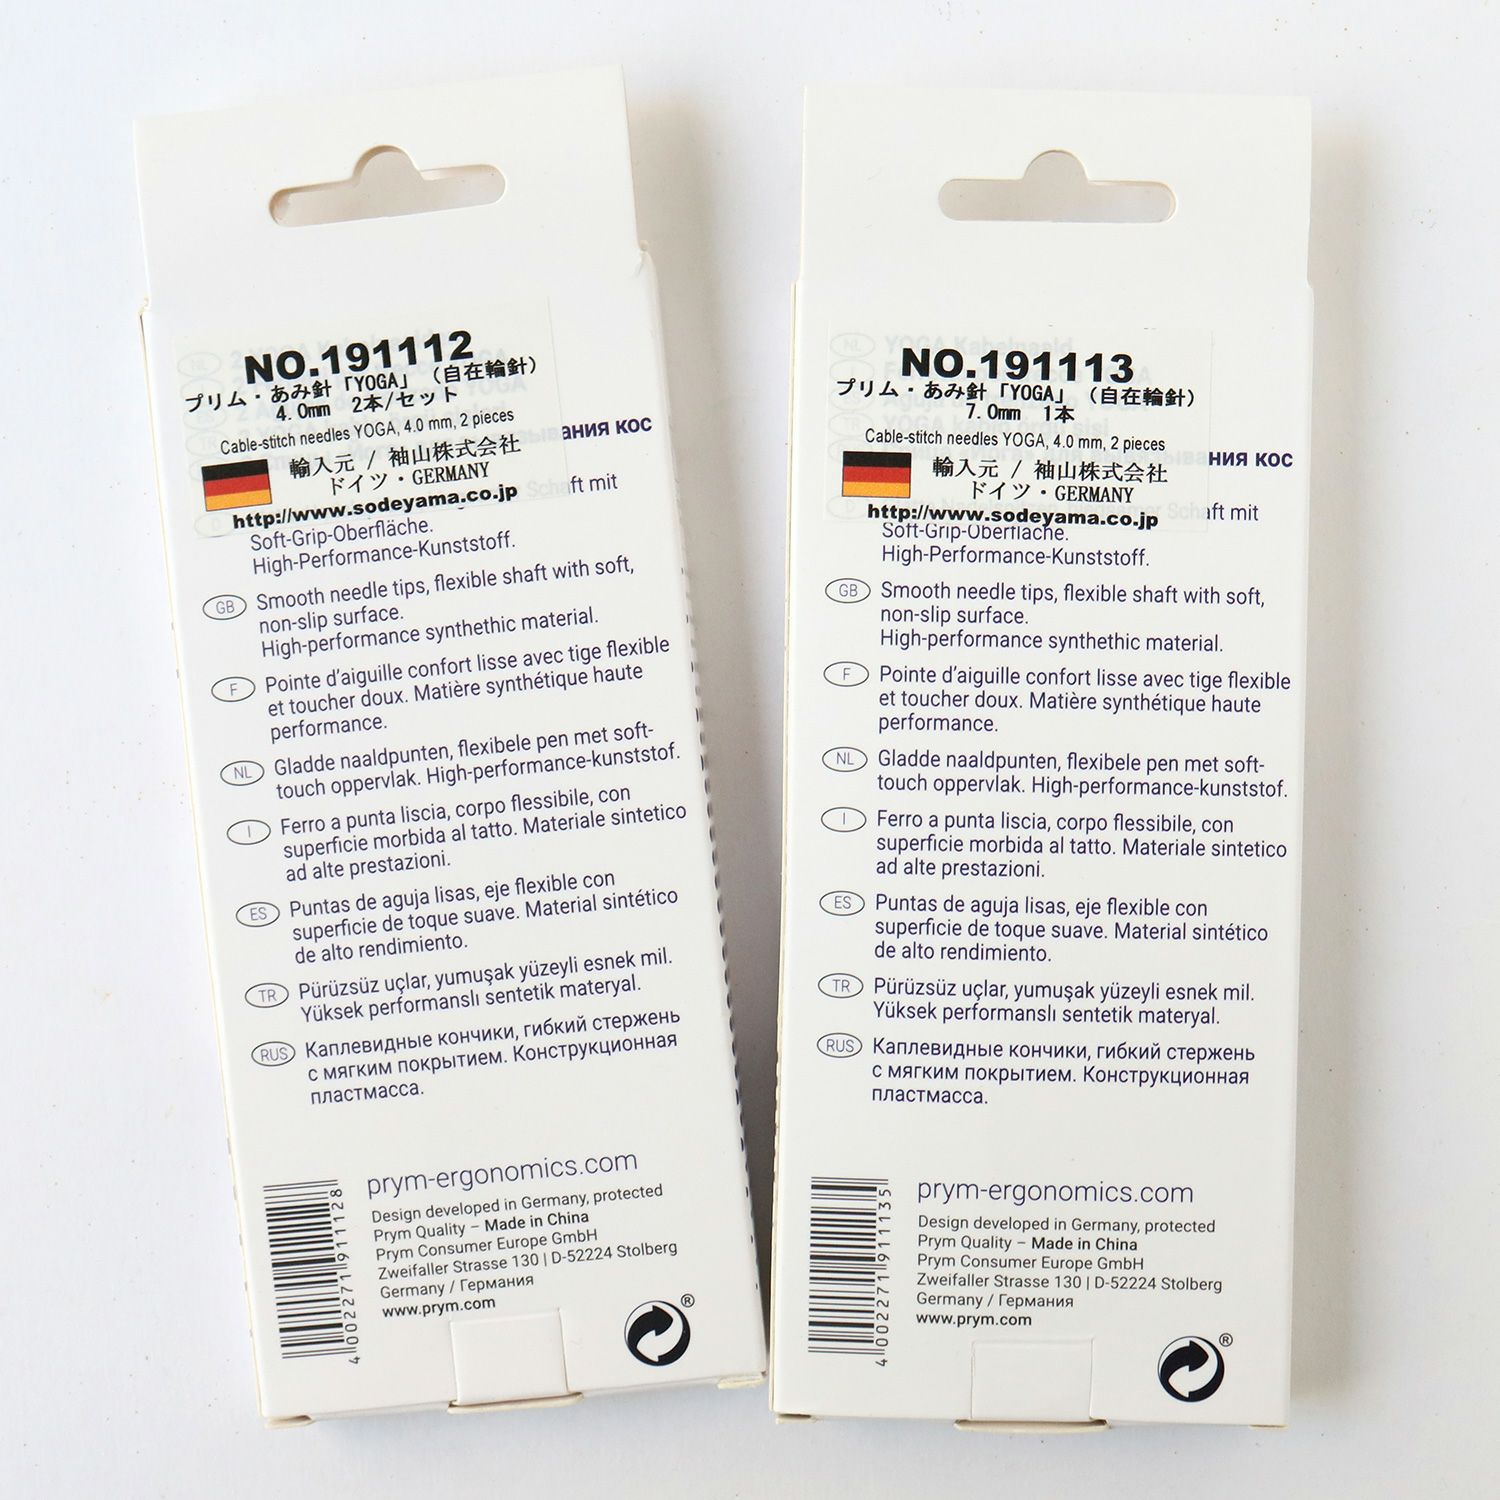 NO.191112
プリム・あみ針「YOGA」（自在輪針）
4.0mm 2本/セット
Cable-stitch needles YOGA, 4.0 mm, 2 pieces
輸入元 / 袖山株式会社
ドイツ・GERMANY
http://www.sodeyama.co.jp
ания кос
ft mit
Soft-Grip-Oberfläche.
High-Performance-Kunststoff.
GB Smooth needle tips, flexible shaft with soft,
non-slip surface.
High-performance synthethic material.
F Pointe d'aiguille confort lisse avec tige flexible
et toucher doux. Matière synthétique haute
performance.
NL Gladde naaldpunten, flexibele pen met soft-
touch oppervlak. High-performance-kunststof.
I Ferro a punta liscia, corpo flessibile, con
superficie morbida al tatto. Materiale sintetico
ad alte prestazioni.
ES Puntas de aguja lisas, eje flexible con
superficie de toque suave. Material sintético
de alto rendimiento.
TR Pürüzsüz uçlar, yumuşak yüzeyli esnek mil.
Yüksek performanslı sentetik materyal.
RUS Каплевидные кончики, гибкий стержень
с мягким покрытием. Конструкционная
пластмасса.
prym-ergonomics.com
Design developed in Germany, protected
Prym Quality – Made in China
Prym Consumer Europe GmbH
Zweifaller Strasse 130 | D-52224 Stolberg
Germany / Германия
www.prym.com
4 002271 911128
®
NO.191113
プリム・あみ針「YOGA」（自在輪針）
7.0mm 1本
Cable-stitch needles YOGA, 4.0 mm, 2 pieces
輸入元 / 袖山株式会社
ドイツ・GERMANY
http://www.sodeyama.co.jp
ния кос
aft mit
Soft-Grip-Oberfläche.
High-Performance-Kunststoff.
GB Smooth needle tips, flexible shaft with soft,
non-slip surface.
High-performance synthethic material.
F Pointe d'aiguille confort lisse avec tige flexible
et toucher doux. Matière synthétique haute
performance.
NL Gladde naaldpunten, flexibele pen met soft-
touch oppervlak. High-performance-kunststof.
I Ferro a punta liscia, corpo flessibile, con
superficie morbida al tatto. Materiale sintetico
ad alte prestazioni.
ES Puntas de aguja lisas, eje flexible con
superficie de toque suave. Material sintético
de alto rendimiento.
TR Pürüzsüz uçlar, yumuşak yüzeyli esnek mil.
Yüksek performanslı sentetik materyal.
RUS Каплевидные кончики, гибкий стержень
с мягким покрытием. Конструкционная
пластмасса.
prym-ergonomics.com
Design developed in Germany, protected
Prym Quality – Made in China
Prym Consumer Europe GmbH
Zweifaller Strasse 130 | D-52224 Stolberg
Germany / Германия
www.prym.com
4 002271 911135
®